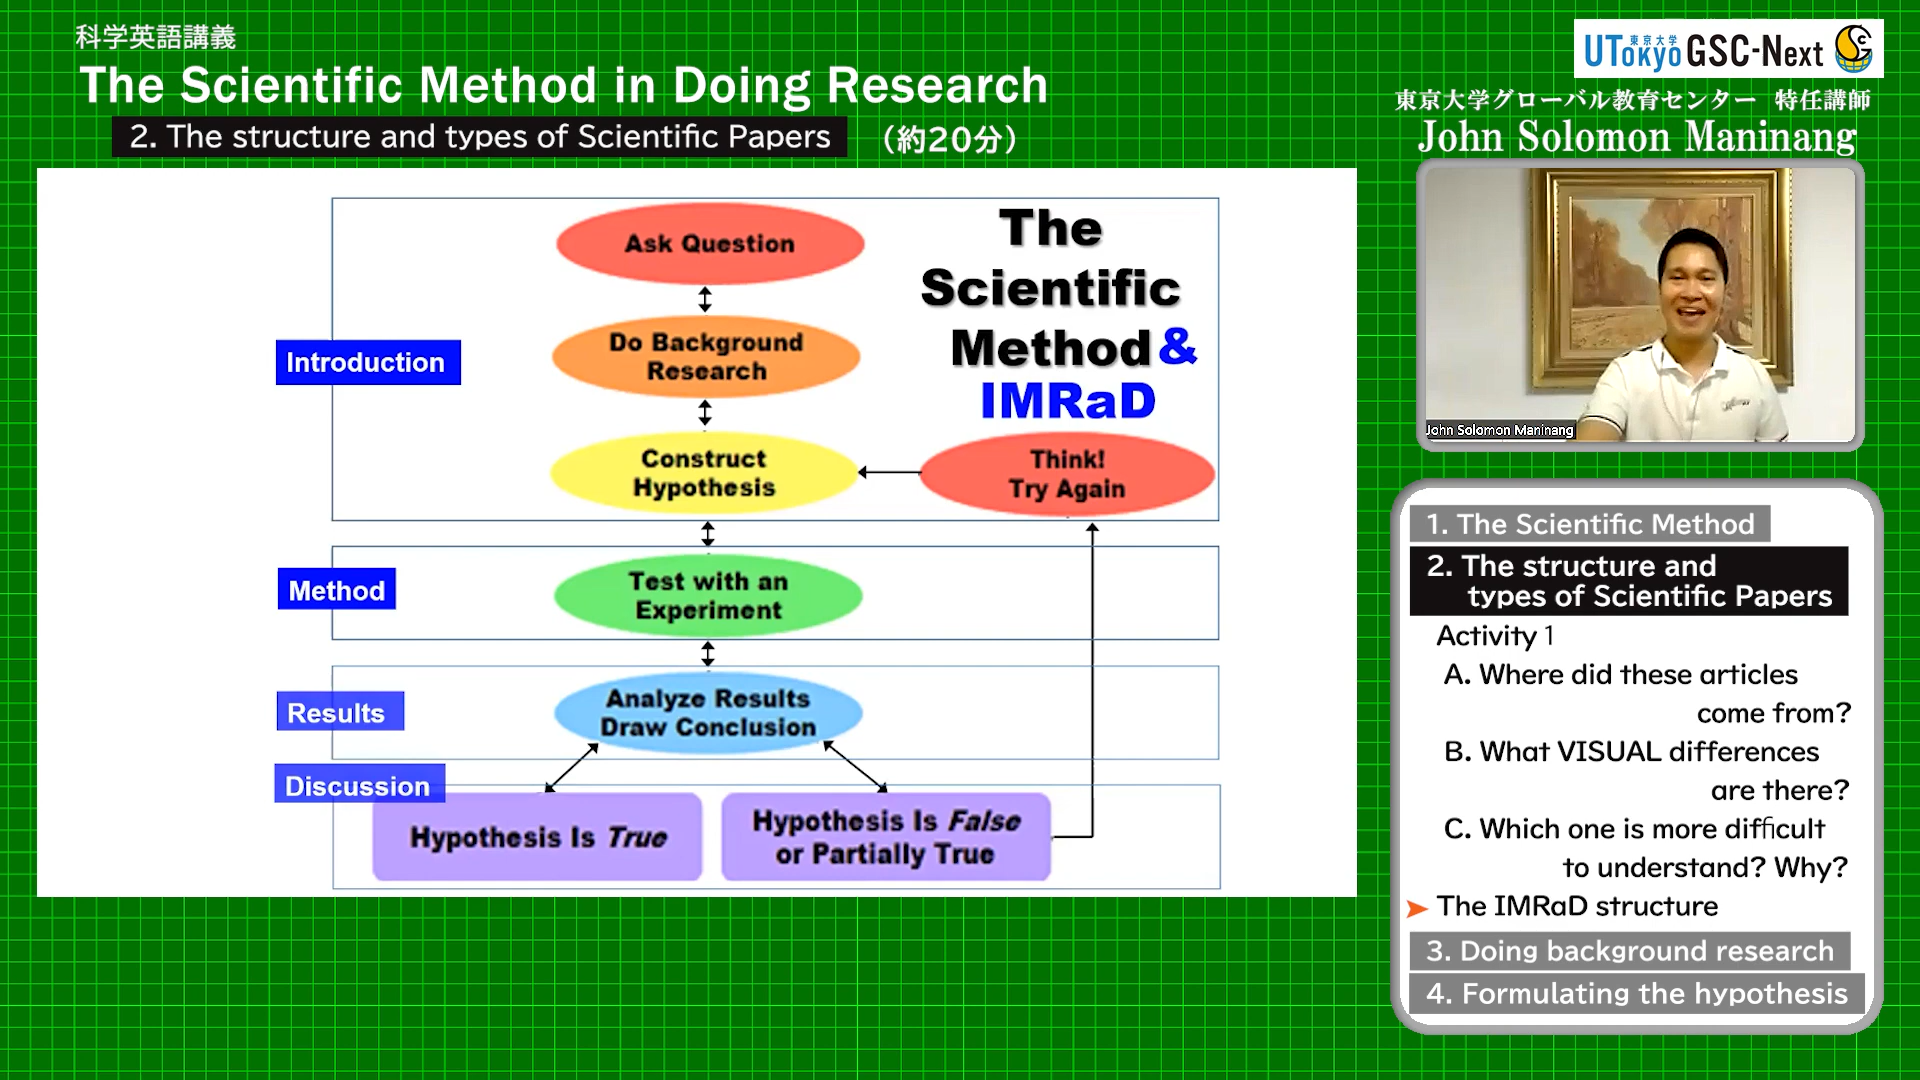 科学英語講義
The Scientific Method in Doing Research
2. The structure and types of Scientific Papers
（約20分）
東京大学
UTokyo GSC-Next
東京大学グローバル教育センター 特任講師
John Solomon Maninang
The
Scientific
Method &
IMRaD
Ask Question
Do Background
Research
Introduction
Construct
Hypothesis
Think!
Try Again
Method
Test with an
Experiment
Results
Analyze Results
Draw Conclusion
Discussion
Hypothesis Is True
Hypothesis Is False
or Partially True
John Solomon Maninang
1. The Scientific Method
2. The structure and
types of Scientific Papers
Activity 1
A. Where did these articles
come from?
B. What VISUAL differences
are there?
C. Which one is more difficult
to understand? Why?
➤ The IMRaD structure
3. Doing background research
4. Formulating the hypothesis